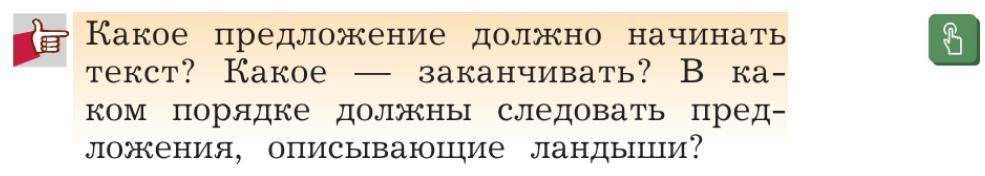 Какое предложение должно начинать
текст? Какое — заканчивать? В ка-
ком порядке должны следовать пред-
ложения, описывающие ландыши?